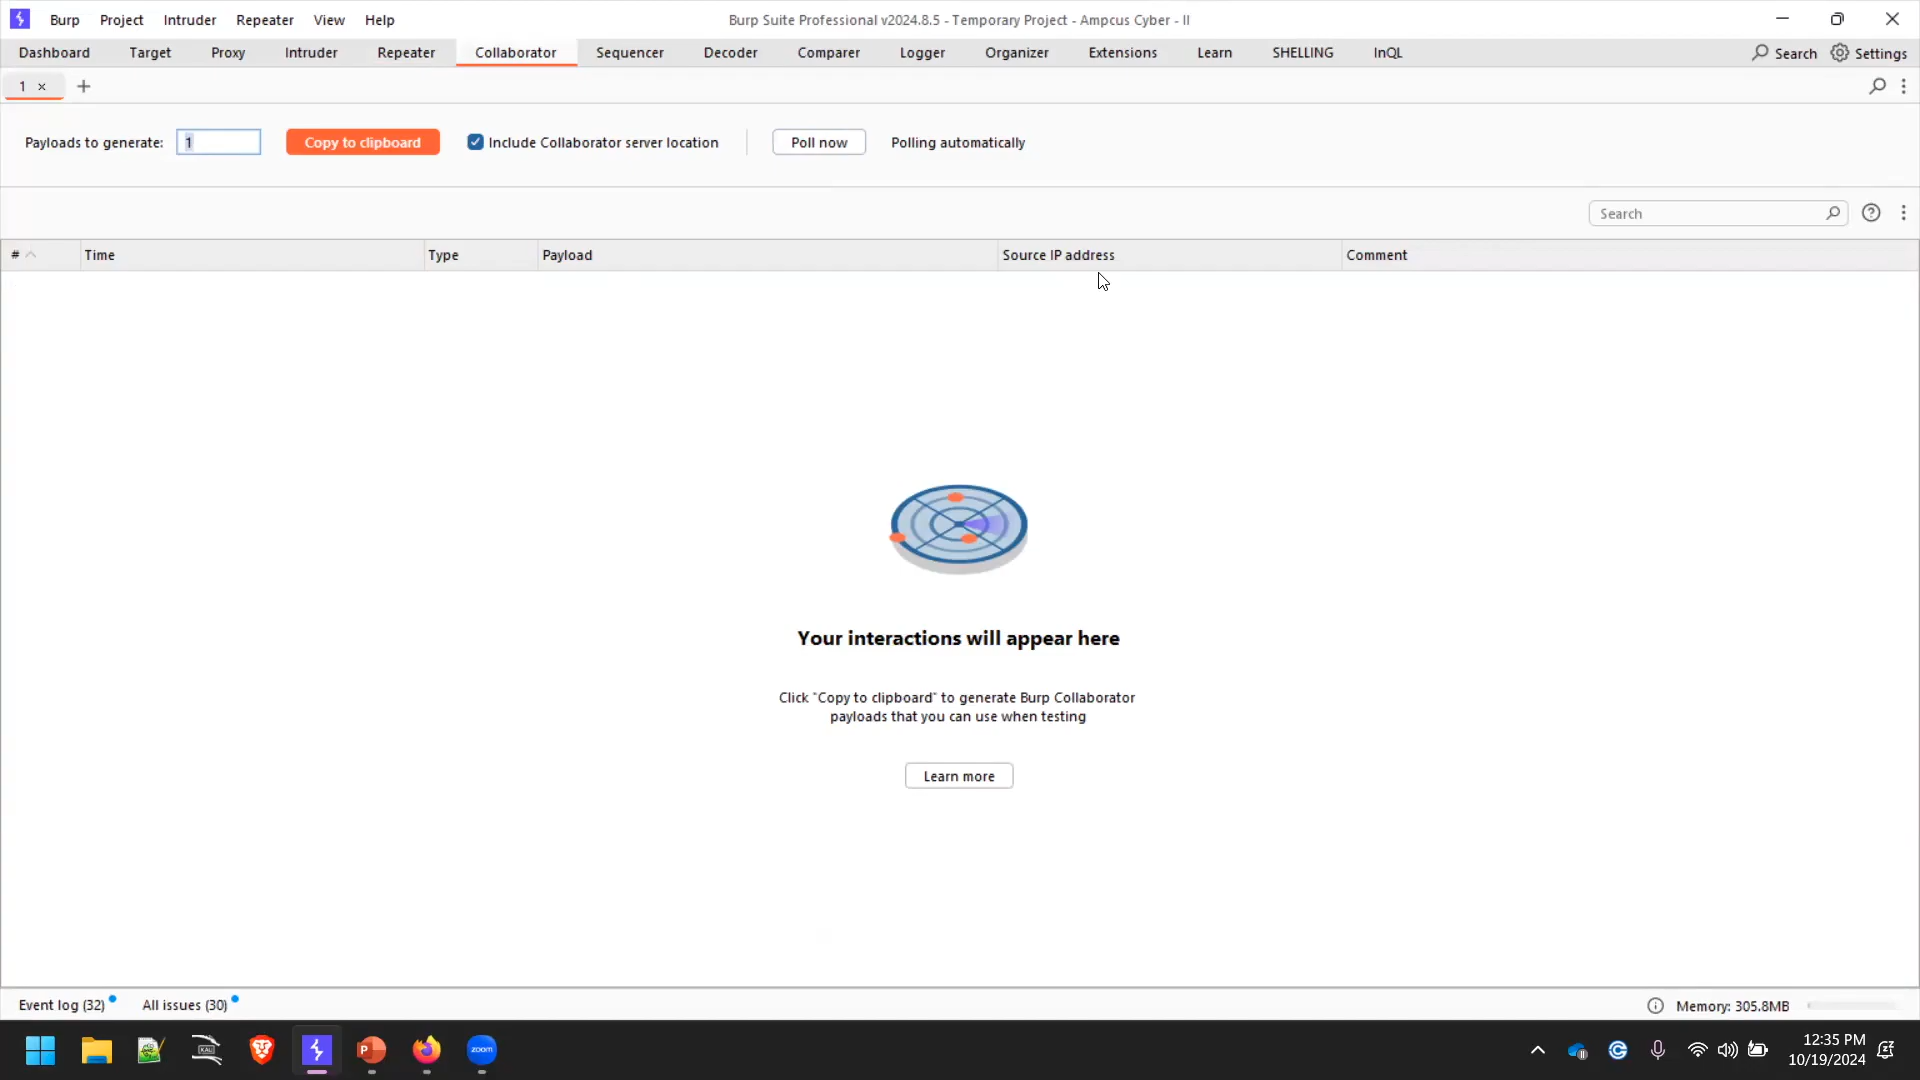 Burp Project Intruder Repeater View Help Burp Suite Professional v2024.8.5 - Temporary Project - Ampcus Cyber - II
Dashboard Target Proxy Intruder Repeater Collaborator Sequencer Decoder Comparer Logger Organizer Extensions Learn SHELLING InQL Search Settings
1 × +
Payloads to generate: 1 Copy to clipboard Include Collaborator server location Poll now Polling automatically
Search
# Time Type Payload Source IP address Comment
Your interactions will appear here
Click "Copy to clipboard" to generate Burp Collaborator
payloads that you can use when testing
Learn more
Event log (32) All issues (30) Memory: 305.8MB
KALI zoom 12:35 PM
10/19/2024